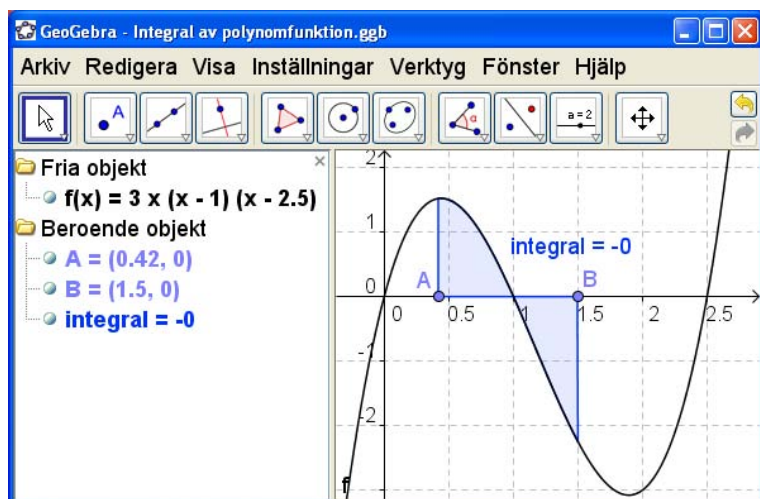 GeoGebra - Integral av polynomfunktion.ggb
Arkiv Redigera Visa Inställningar Verktyg Fönster Hjälp
A
α
a = 2
Fria objekt
f(x) = 3 x (x - 1) (x - 2.5)
Beroende objekt
A = (0.42, 0)
B = (1.5, 0)
integral = -0
2
1
integral = -0
A
B
0
0 0.5 1 1.5 2 2.5
-1
-2
f